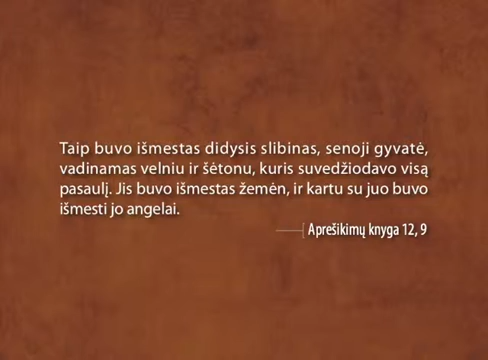 Taip buvo išmestas didysis slibinas, senoji gyvatė,
vadinamas velniu ir šėtonu, kuris suvedžiodavo visą
pasaulį. Jis buvo išmestas žemėn, ir kartu su juo buvo
išmesti jo angelai.
Aprešikimų knyga 12, 9